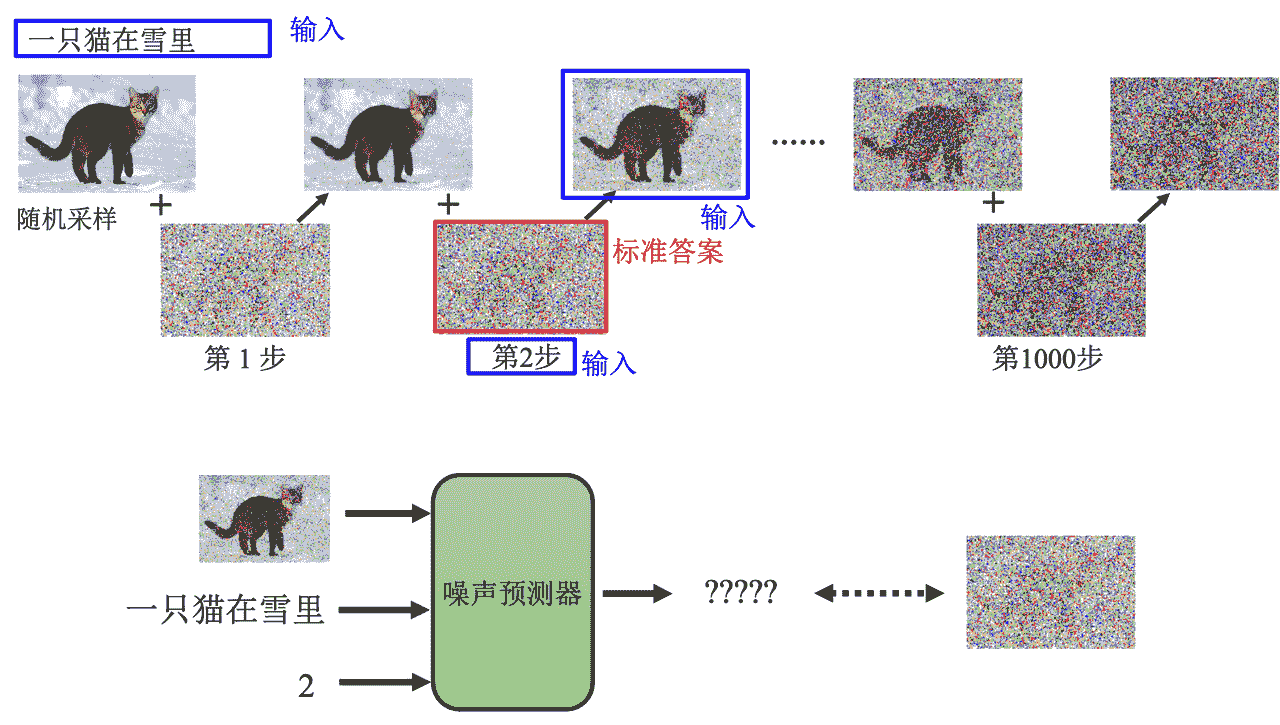 一只猫在雪里
输入
随机采样
+
+
……
+
输入
标准答案
第 1 步
第2步
输入
第1000步
噪声预测器
?????
一只猫在雪里
2